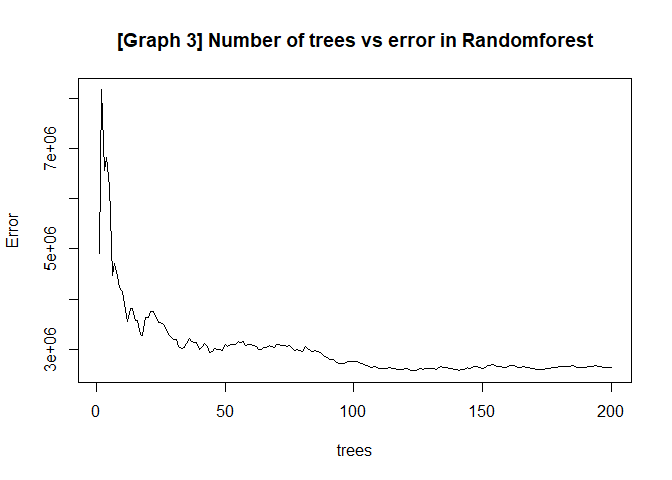 [Graph 3] Number of trees vs error in Randomforest
Error
7e+06
5e+06
3e+06
0 50 100 150 200
trees